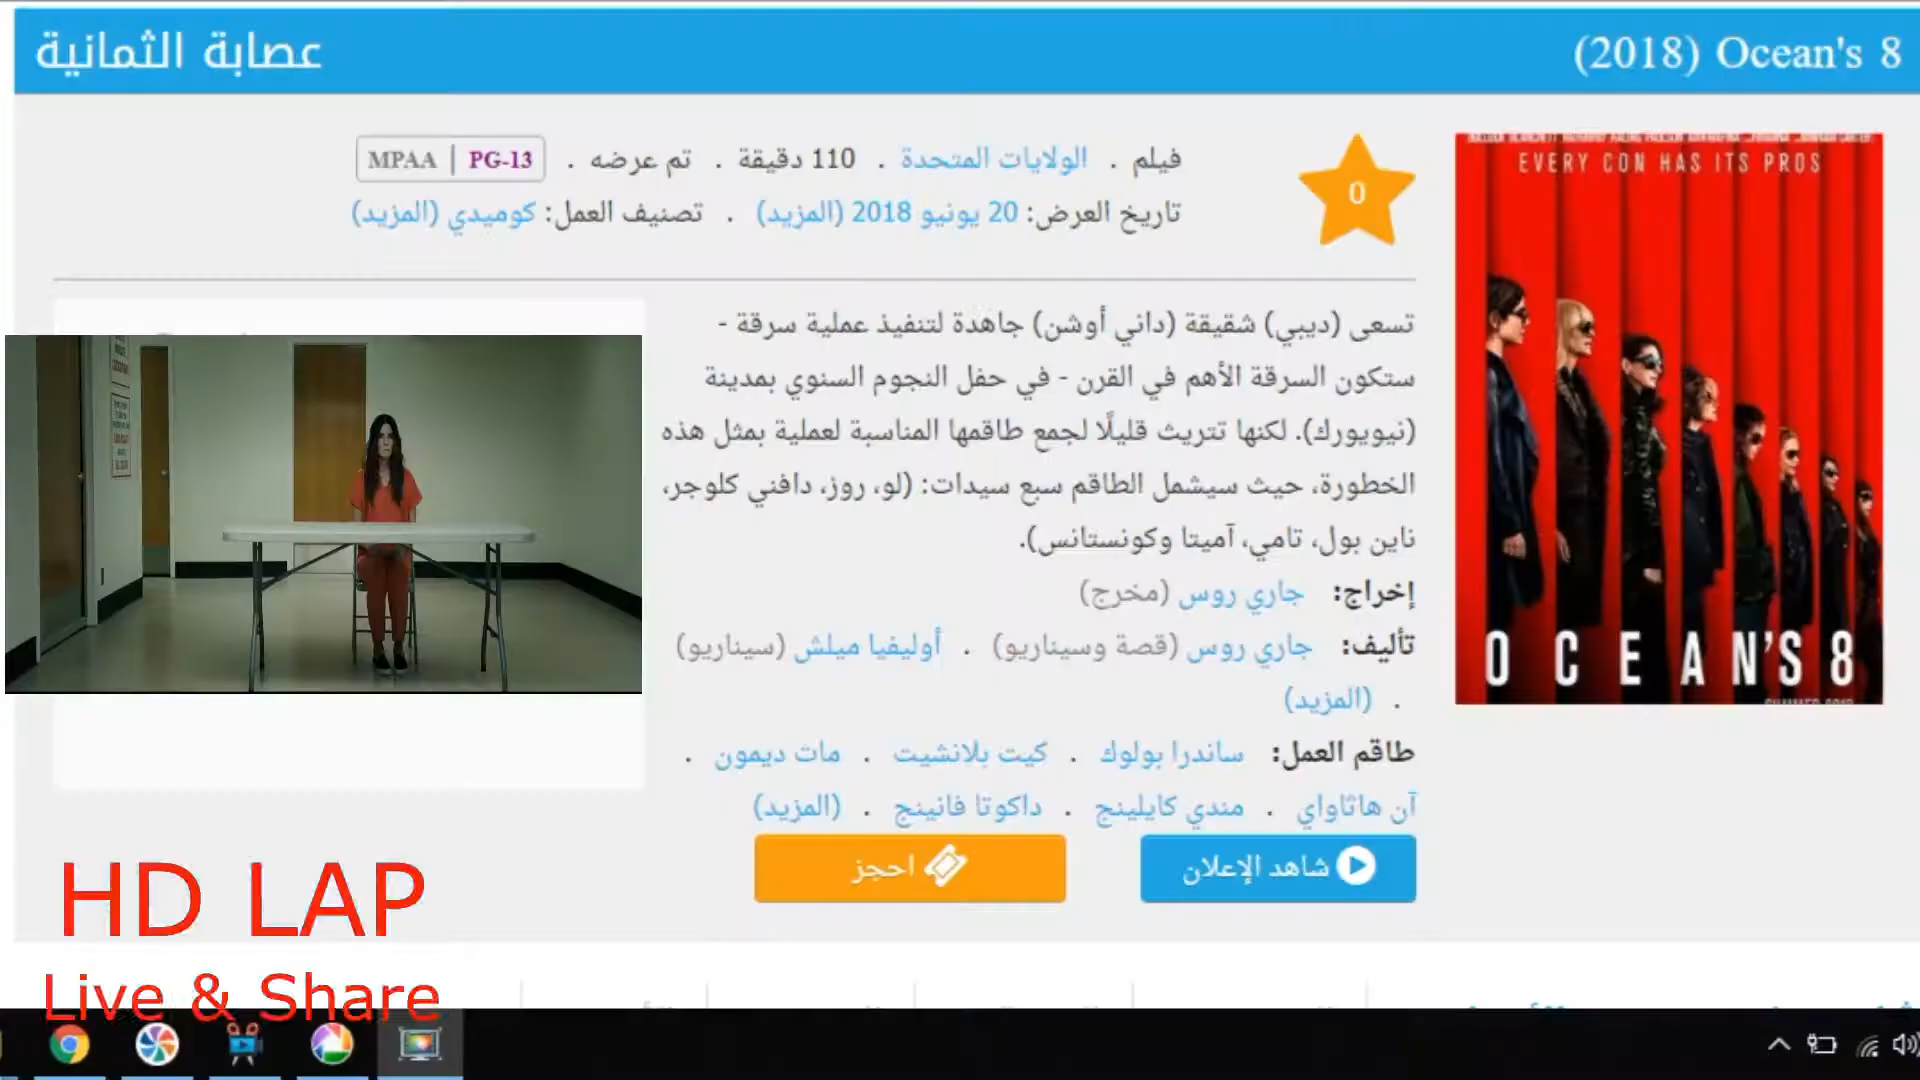 عصابة الثمانية
(2018) Ocean's 8
فيلم . الولايات المتحدة . 110 دقيقة . تم عرضه . MPAA | PG-13
تاريخ العرض: 20 يونيو 2018 (المزيد) . تصنيف العمل: كوميدي (المزيد)
0
تسعى (ديبي) شقيقة (داني أوشن) جاهدة لتنفيذ عملية سرقة -
ستكون السرقة الأهم في القرن - في حفل النجوم السنوي بمدينة
(نيويورك). لكنها تتريث قليلًا لجمع طاقمها المناسبة لعملية بمثل هذه
الخطورة، حيث سيشمل الطاقم سبع سيدات: (لو، روز، دافني كلوجر،
ناين بول، تامي، آميتا وكونستانس).
إخراج: جاري روس (مخرج)
تأليف: جاري روس (قصة وسيناريو) . أوليفيا ميلش (سيناريو)
. (المزيد)
طاقم العمل: ساندرا بولوك . كيت بلانشيت . مات ديمون .
آن هاثاواي . مندي كايلينج . داكوتا فانينج . (المزيد)
شاهد الإعلان
احجز
EVERY CON HAS ITS PROS
OCEAN'S 8
HD LAP
Live & Share